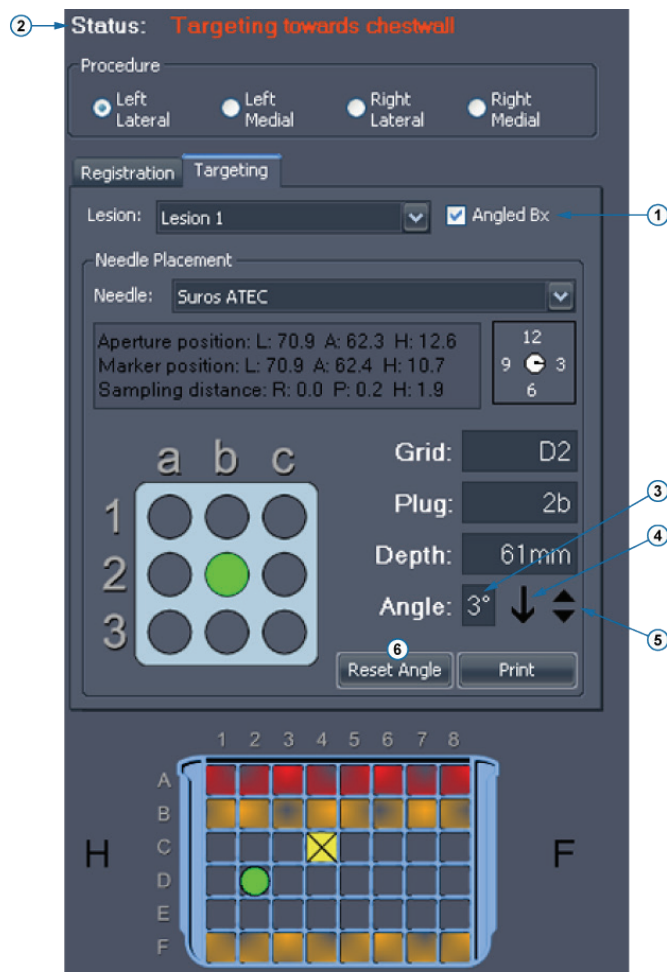 2
Status: Targeting towards chestwall
Procedure
Left Lateral
Left Medial
Right Lateral
Right Medial
Registration Targeting
Lesion: Lesion 1 Angled Bx 1
Needle Placement
Needle: Suros ATEC
Aperture position: L: 70.9 A: 62.3 H: 12.6
Marker position: L: 70.9 A: 62.4 H: 10.7
Sampling distance: R: 0.0 P: 0.2 H: 1.9
12
9 3
6
a b c
1
2
3
Grid: D2
Plug: 2b
Depth: 61mm
Angle: 3°
3
4
5
6
Reset Angle Print
1 2 3 4 5 6 7 8
A
B
C
D
E
F
H F